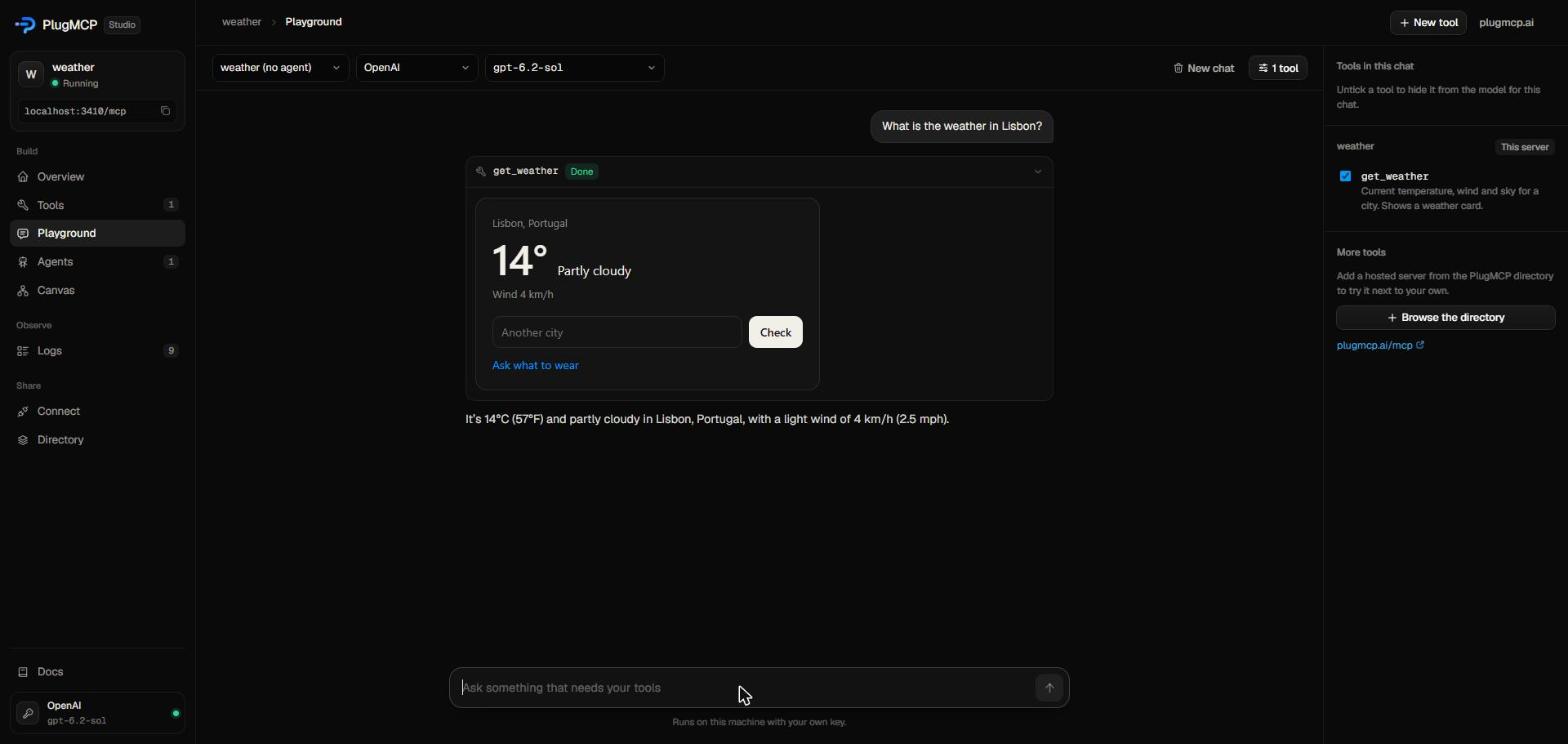 PlugMCP Studio
weather > Playground
+ New tool
plugmcp.ai
W
weather
Running
localhost:3410/mcp
Build
Overview
Tools 1
Playground
Agents 1
Canvas
Observe
Logs 9
Share
Connect
Directory
Docs
OpenAI
gpt-6.2-sol
weather (no agent)
OpenAI
gpt-6.2-sol
New chat
1 tool
What is the weather in Lisbon?
get_weather Done
Lisbon, Portugal
14° Partly cloudy
Wind 4 km/h
Another city
Check
Ask what to wear
It's 14°C (57°F) and partly cloudy in Lisbon, Portugal, with a light wind of 4 km/h (2.5 mph).
Ask something that needs your tools
Runs on this machine with your own key.
Tools in this chat
Untick a tool to hide it from the model for this
chat.
weather
This server
get_weather
Current temperature, wind and sky for a
city. Shows a weather card.
More tools
Add a hosted server from the PlugMCP directory
to try it next to your own.
+ Browse the directory
plugmcp.ai/mcp